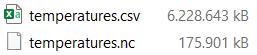 temperatures.csv 6.228.643 kB
temperatures.nc 175.901 kB